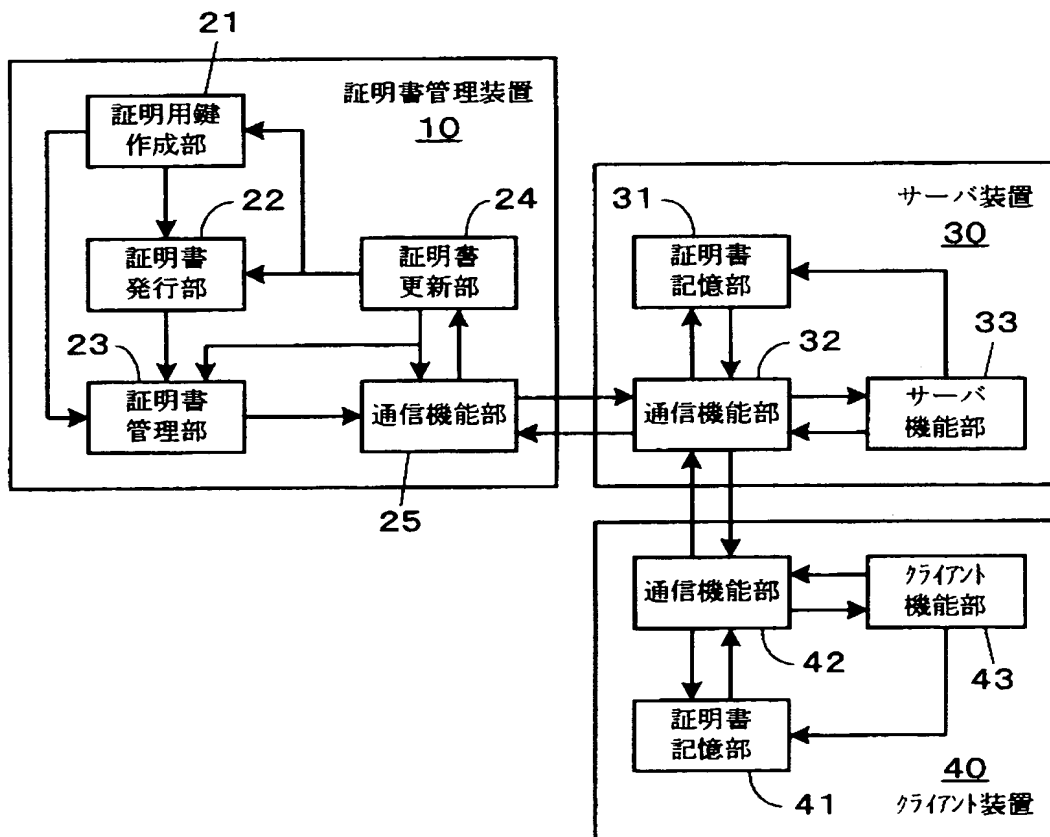 21
証明書管理装置
10
証明用鍵
作成部
22
24
証明書
発行部
証明書
更新部
23
証明書
管理部
通信機能部
25
サーバ装置
30
31
証明書
記憶部
32
33
通信機能部
サーバ
機能部
通信機能部
クライアント
機能部
42
43
証明書
記憶部
41
40
クライアント装置